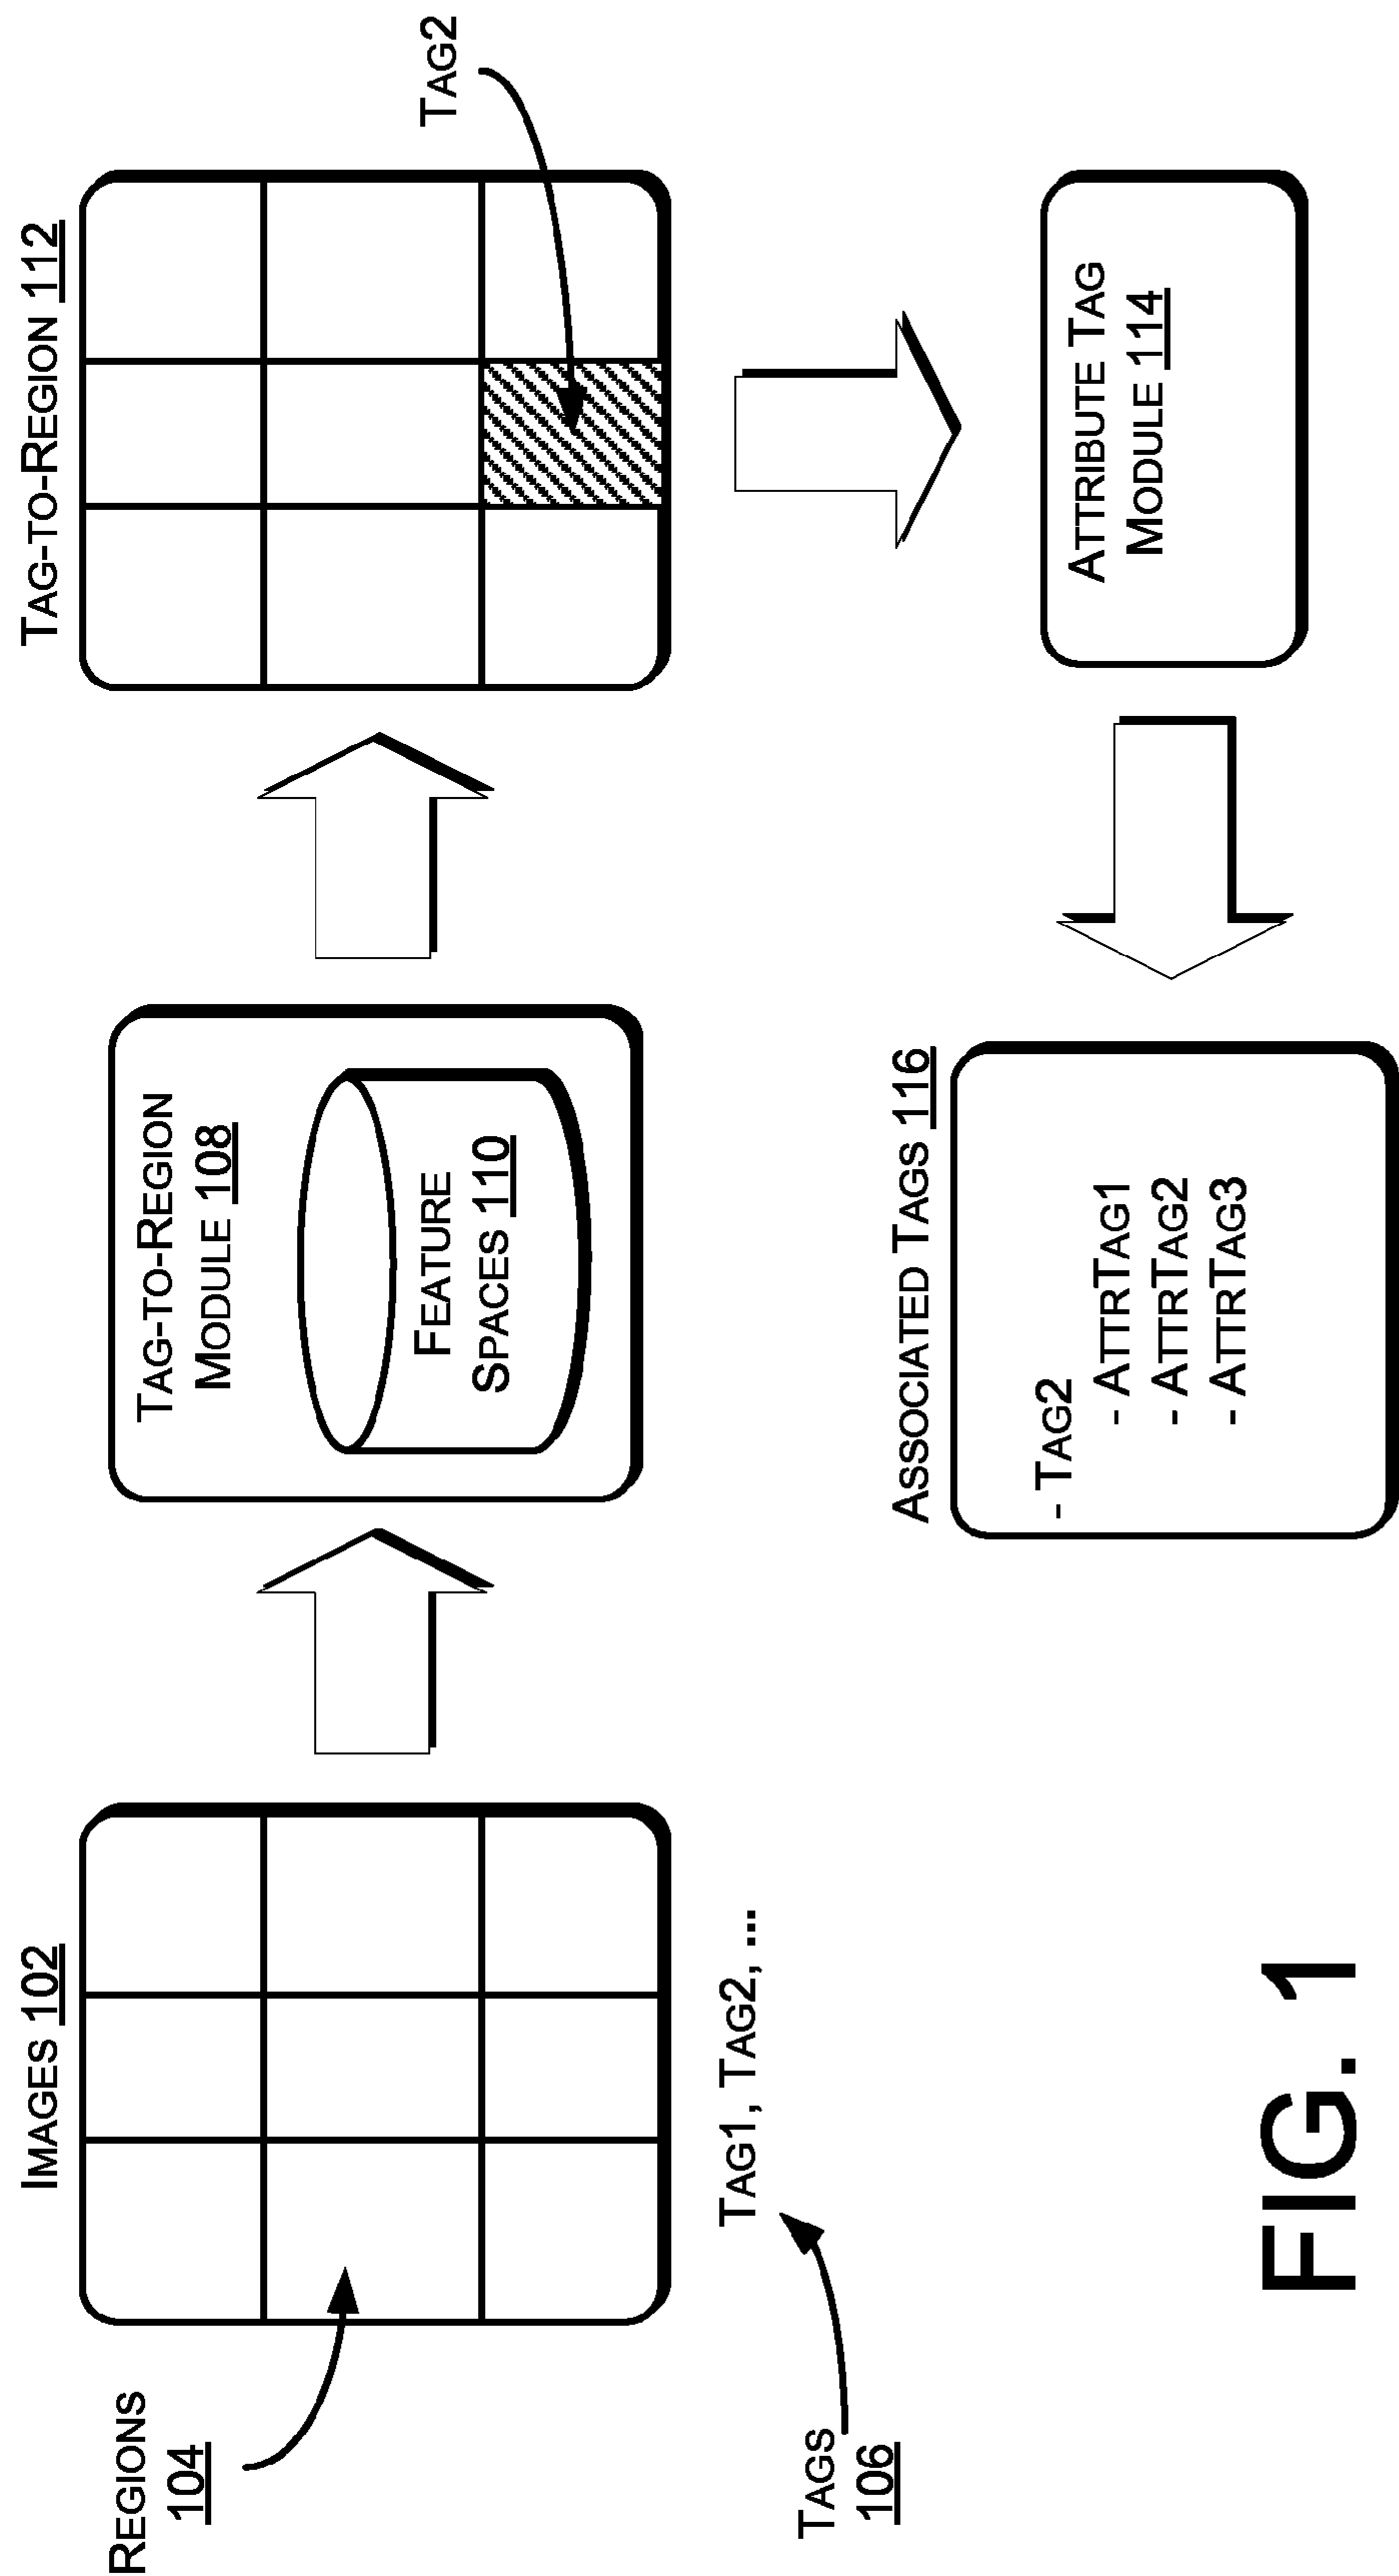 IMAGES 102
REGIONS
104
TAG1, TAG2, ...
TAGS
106
TAG-TO-REGION
MODULE 108
FEATURE
SPACES 110
TAG-TO-REGION 112
TAG2
ATTRIBUTE TAG
MODULE 114
ASSOCIATED TAGS 116
- TAG2
- ATTRTAG1
- ATTRTAG2
- ATTRTAG3
FIG. 1